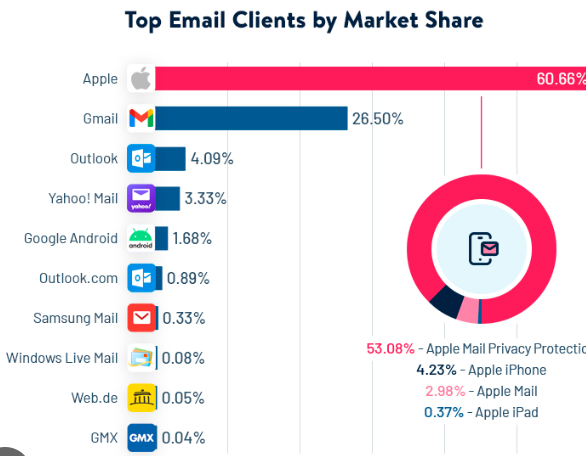 Top Email Clients by Market Share
Apple 60.66%
Gmail 26.50%
Outlook 4.09%
Yahoo! Mail yahoo! 3.33%
Google Android android 1.68%
Outlook.com 0.89%
Samsung Mail 0.33%
Windows Live Mail 0.08%
Web.de 0.05%
GMX GMX 0.04%
53.08% - Apple Mail Privacy Protectio
4.23% - Apple iPhone
2.98% - Apple Mail
0.37% - Apple iPad